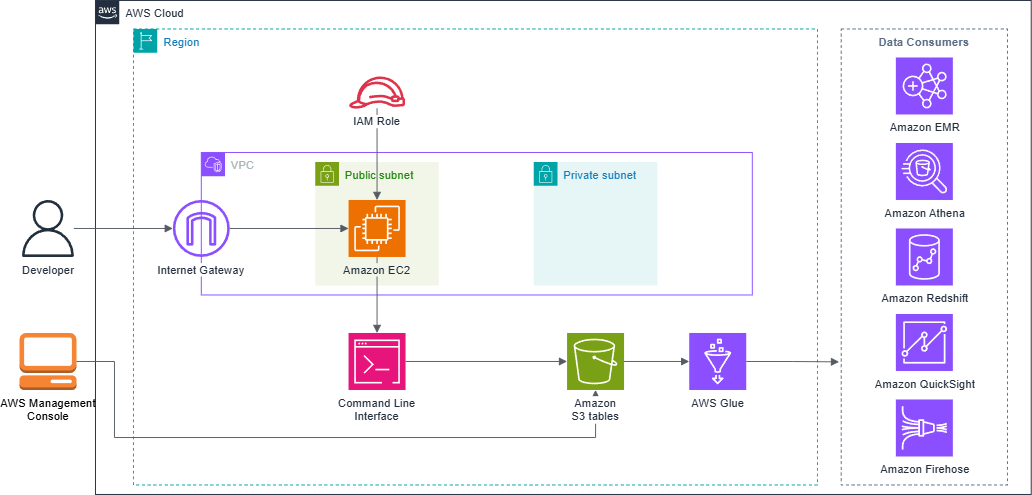 aws
AWS Cloud
Region
Data Consumers
Amazon EMR
IAM Role
VPC
Public subnet
Private subnet
Amazon Athena
Developer
Internet Gateway
Amazon EC2
Amazon Redshift
AWS Management
Console
Command Line
Interface
Amazon
S3 tables
AWS Glue
Amazon QuickSight
Amazon Firehose